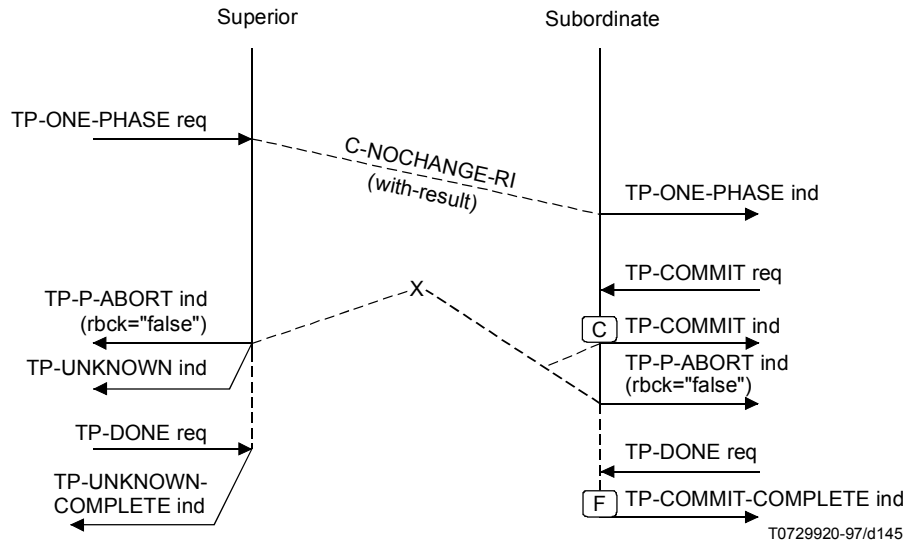 Superior
Subordinate
TP-ONE-PHASE req
C-NOCHANGE-RI
(with-result)
TP-ONE-PHASE ind
TP-COMMIT req
X
TP-P-ABORT ind
(rbck="false")
C
TP-COMMIT ind
TP-UNKNOWN ind
TP-P-ABORT ind
(rbck="false")
TP-DONE req
TP-DONE req
TP-UNKNOWN-
COMPLETE ind
F
TP-COMMIT-COMPLETE ind
T0729920-97/d145